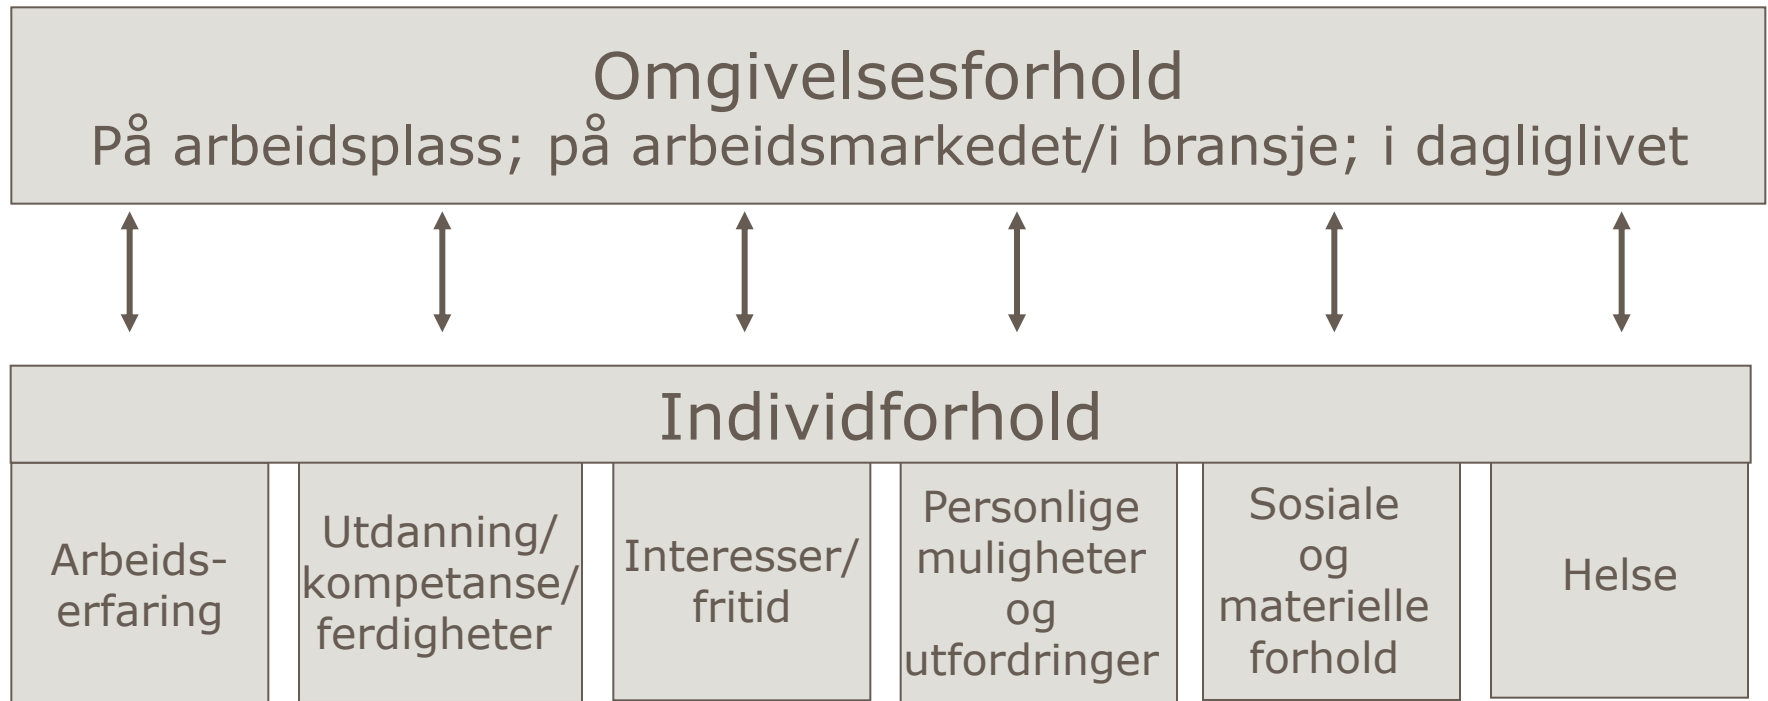 Omgivelsesforhold
På arbeidsplass; på arbeidsmarkedet/i bransje; i dagliglivet
Individforhold
Arbeids-
erfaring
Utdanning/
kompetanse/
ferdigheter
Interesser/
fritid
Personlige
muligheter
og
utfordringer
Sosiale
og
materielle
forhold
Helse